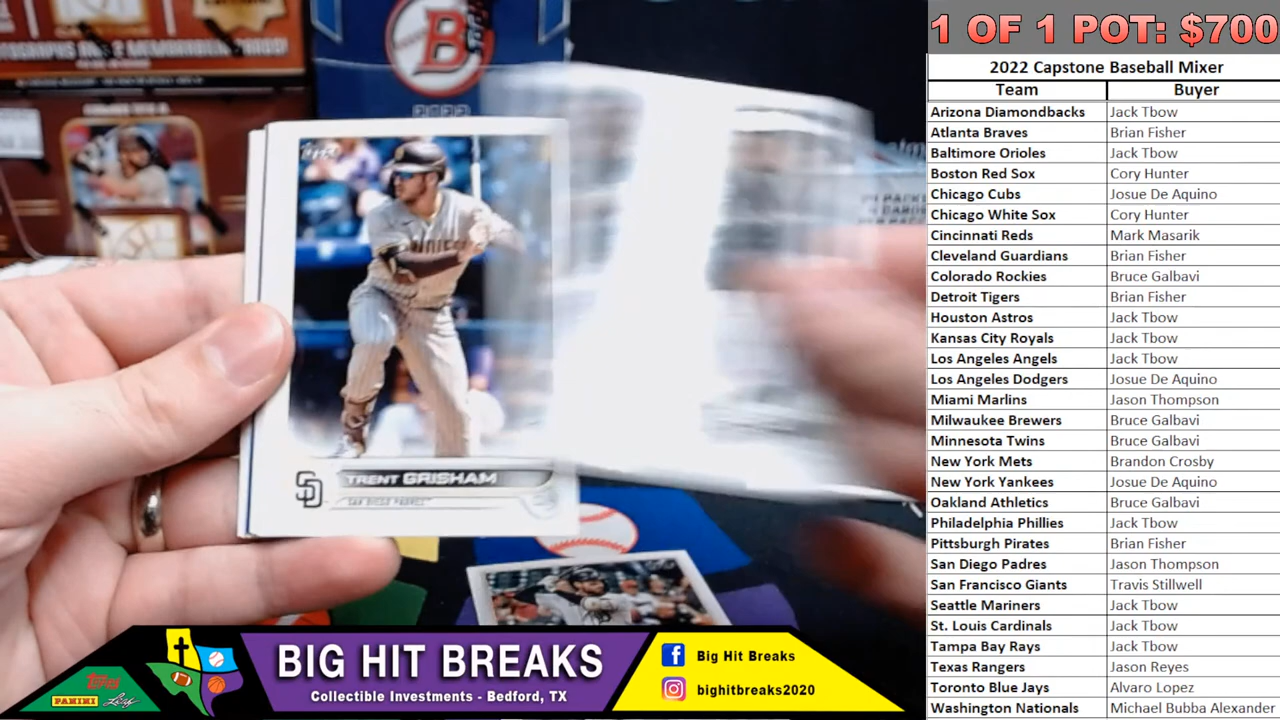 1 OF 1 POT: $700
2022 Capstone Baseball Mixer
Team Buyer
Arizona Diamondbacks Jack Tbow
Atlanta Braves Brian Fisher
Baltimore Orioles Jack Tbow
Boston Red Sox Cory Hunter
Chicago Cubs Josue De Aquino
Chicago White Sox Cory Hunter
Cincinnati Reds Mark Masarik
Cleveland Guardians Brian Fisher
Colorado Rockies Bruce Galbavi
Detroit Tigers Brian Fisher
Houston Astros Jack Tbow
Kansas City Royals Jack Tbow
Los Angeles Angels Jack Tbow
Los Angeles Dodgers Josue De Aquino
Miami Marlins Jason Thompson
Milwaukee Brewers Bruce Galbavi
Minnesota Twins Bruce Galbavi
New York Mets Brandon Crosby
New York Yankees Josue De Aquino
Oakland Athletics Bruce Galbavi
Philadelphia Phillies Jack Tbow
Pittsburgh Pirates Brian Fisher
San Diego Padres Jason Thompson
San Francisco Giants Travis Stillwell
Seattle Mariners Jack Tbow
St. Louis Cardinals Jack Tbow
Tampa Bay Rays Jack Tbow
Texas Rangers Jason Reyes
Toronto Blue Jays Alvaro Lopez
Washington Nationals Michael Bubba Alexander
B
2022
Topps
PADRES
SD
TRENT GRISHAM
SAN DIEGO PADRES
Topps
PANINI
Leaf
BIG HIT BREAKS
Collectible Investments - Bedford, TX
Big Hit Breaks
bighitbreaks2020